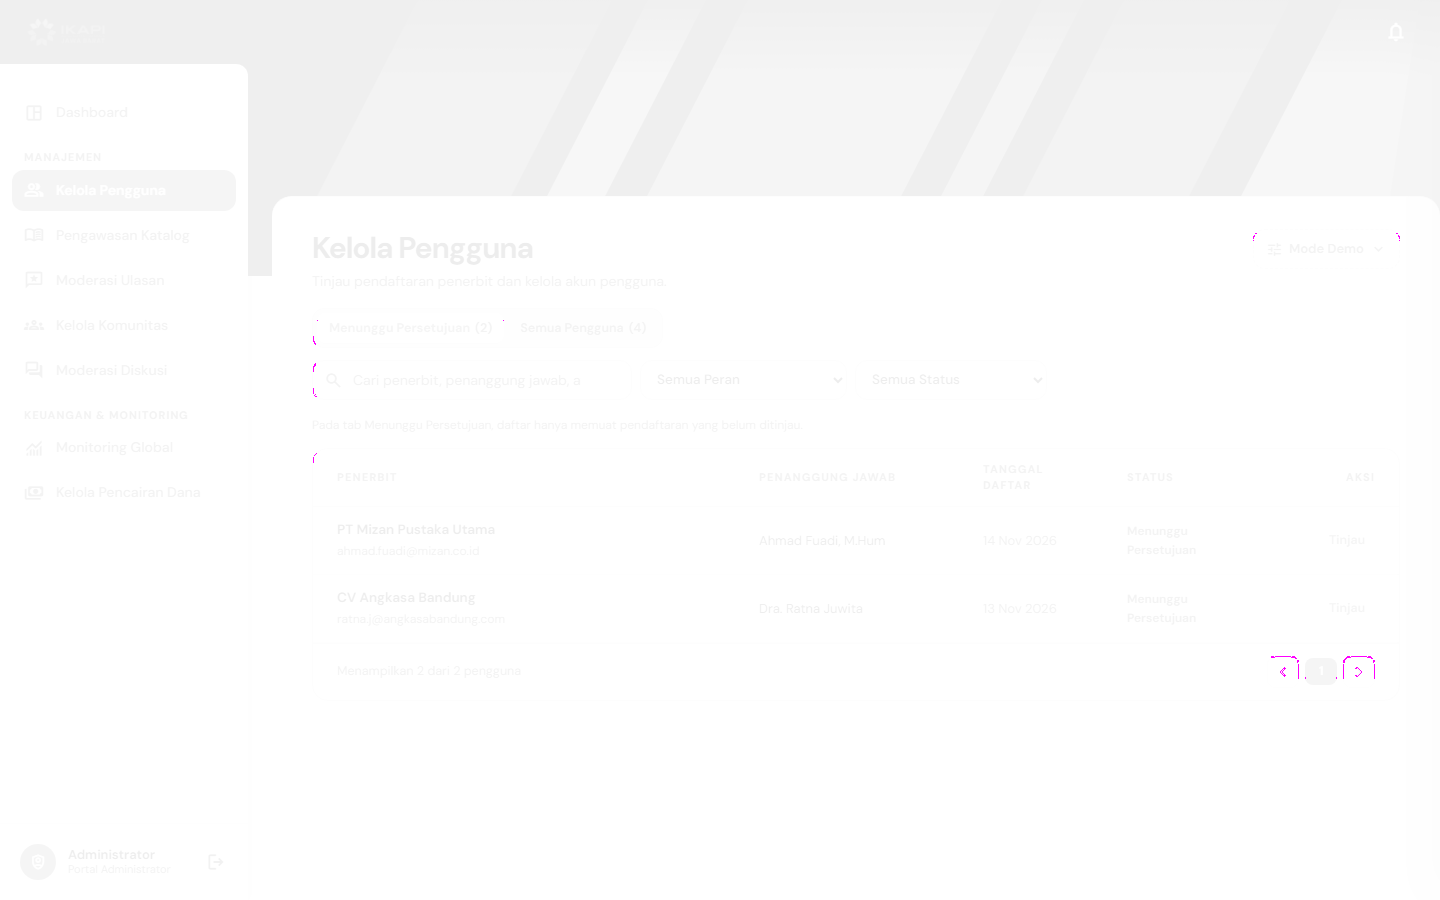 Dashboard
MANAJEMEN
Kelola Pengguna
Pengawasan Katalog
Moderasi Ulasan
Kelola Komunitas
Moderasi Diskusi
KEUANGAN & MONITORING
Monitoring Global
Kelola Pencairan Dana
Administrator
Portal Administrator
Kelola Pengguna
Mode Demo
Tinjau pendaftaran penerbit dan kelola akun pengguna.
Menunggu Persetujuan (2)
Semua Pengguna (4)
Cari penerbit, penanggung jawab, a
Semua Peran
Semua Status
Pada tab Menunggu Persetujuan, daftar hanya memuat pendaftaran yang belum ditinjau.
PENERBIT
PENANGGUNG JAWAB
TANGGAL
DAFTAR
STATUS
AKSI
PT Mizan Pustaka Utama
ahmad.fuadi@mizan.co.id
Ahmad Fuadi, M.Hum
14 Nov 2026
Menunggu
Persetujuan
Tinjau
CV Angkasa Bandung
ratna.j@angkasabandung.com
Dra. Ratna Juwita
13 Nov 2026
Menunggu
Persetujuan
Tinjau
Menampilkan 2 dari 2 pengguna
1